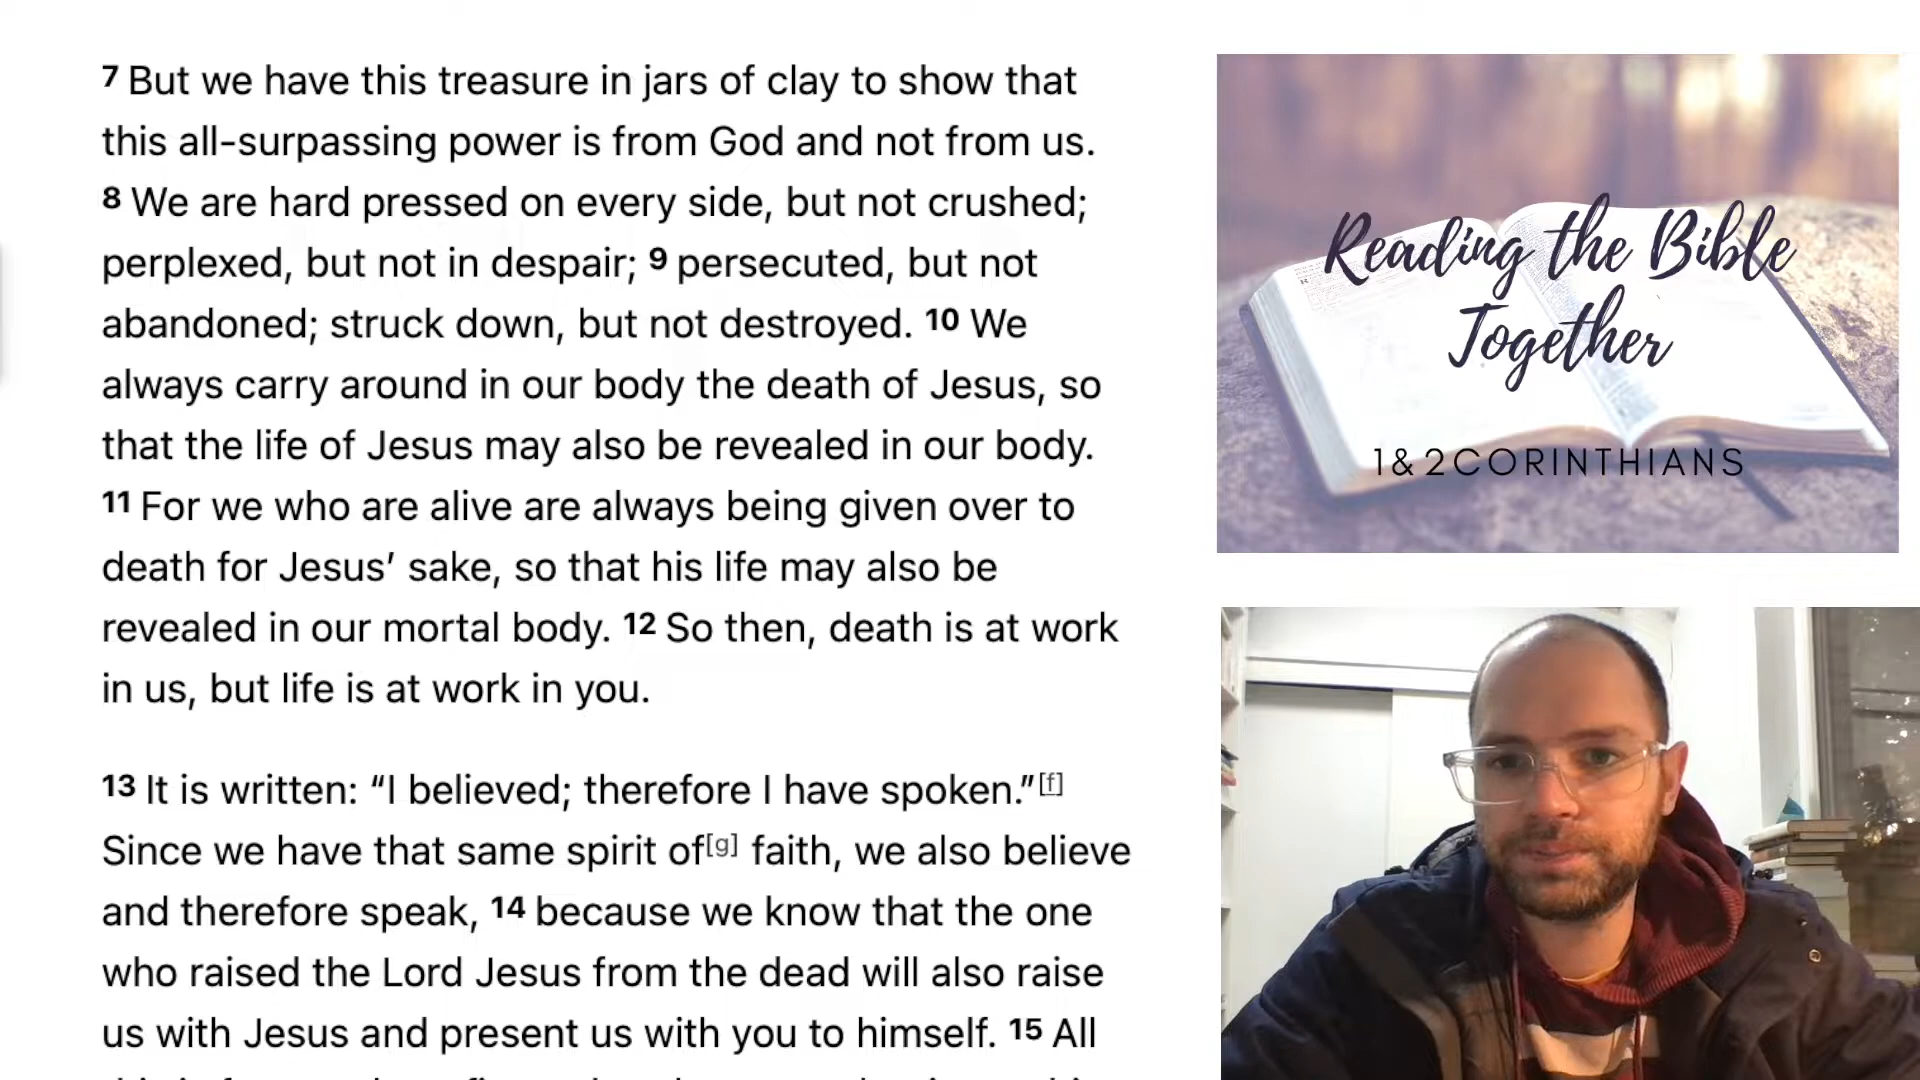 7 But we have this treasure in jars of clay to show that
this all-surpassing power is from God and not from us.
8 We are hard pressed on every side, but not crushed;
perplexed, but not in despair; 9 persecuted, but not
abandoned; struck down, but not destroyed. 10 We
always carry around in our body the death of Jesus, so
that the life of Jesus may also be revealed in our body.
11 For we who are alive are always being given over to
death for Jesus’ sake, so that his life may also be
revealed in our mortal body. 12 So then, death is at work
in us, but life is at work in you.
13 It is written: “I believed; therefore I have spoken.”[f]
Since we have that same spirit of[g] faith, we also believe
and therefore speak, 14 because we know that the one
who raised the Lord Jesus from the dead will also raise
us with Jesus and present us with you to himself. 15 All
Reading the Bible
Together
1 & 2 CORINTHIANS